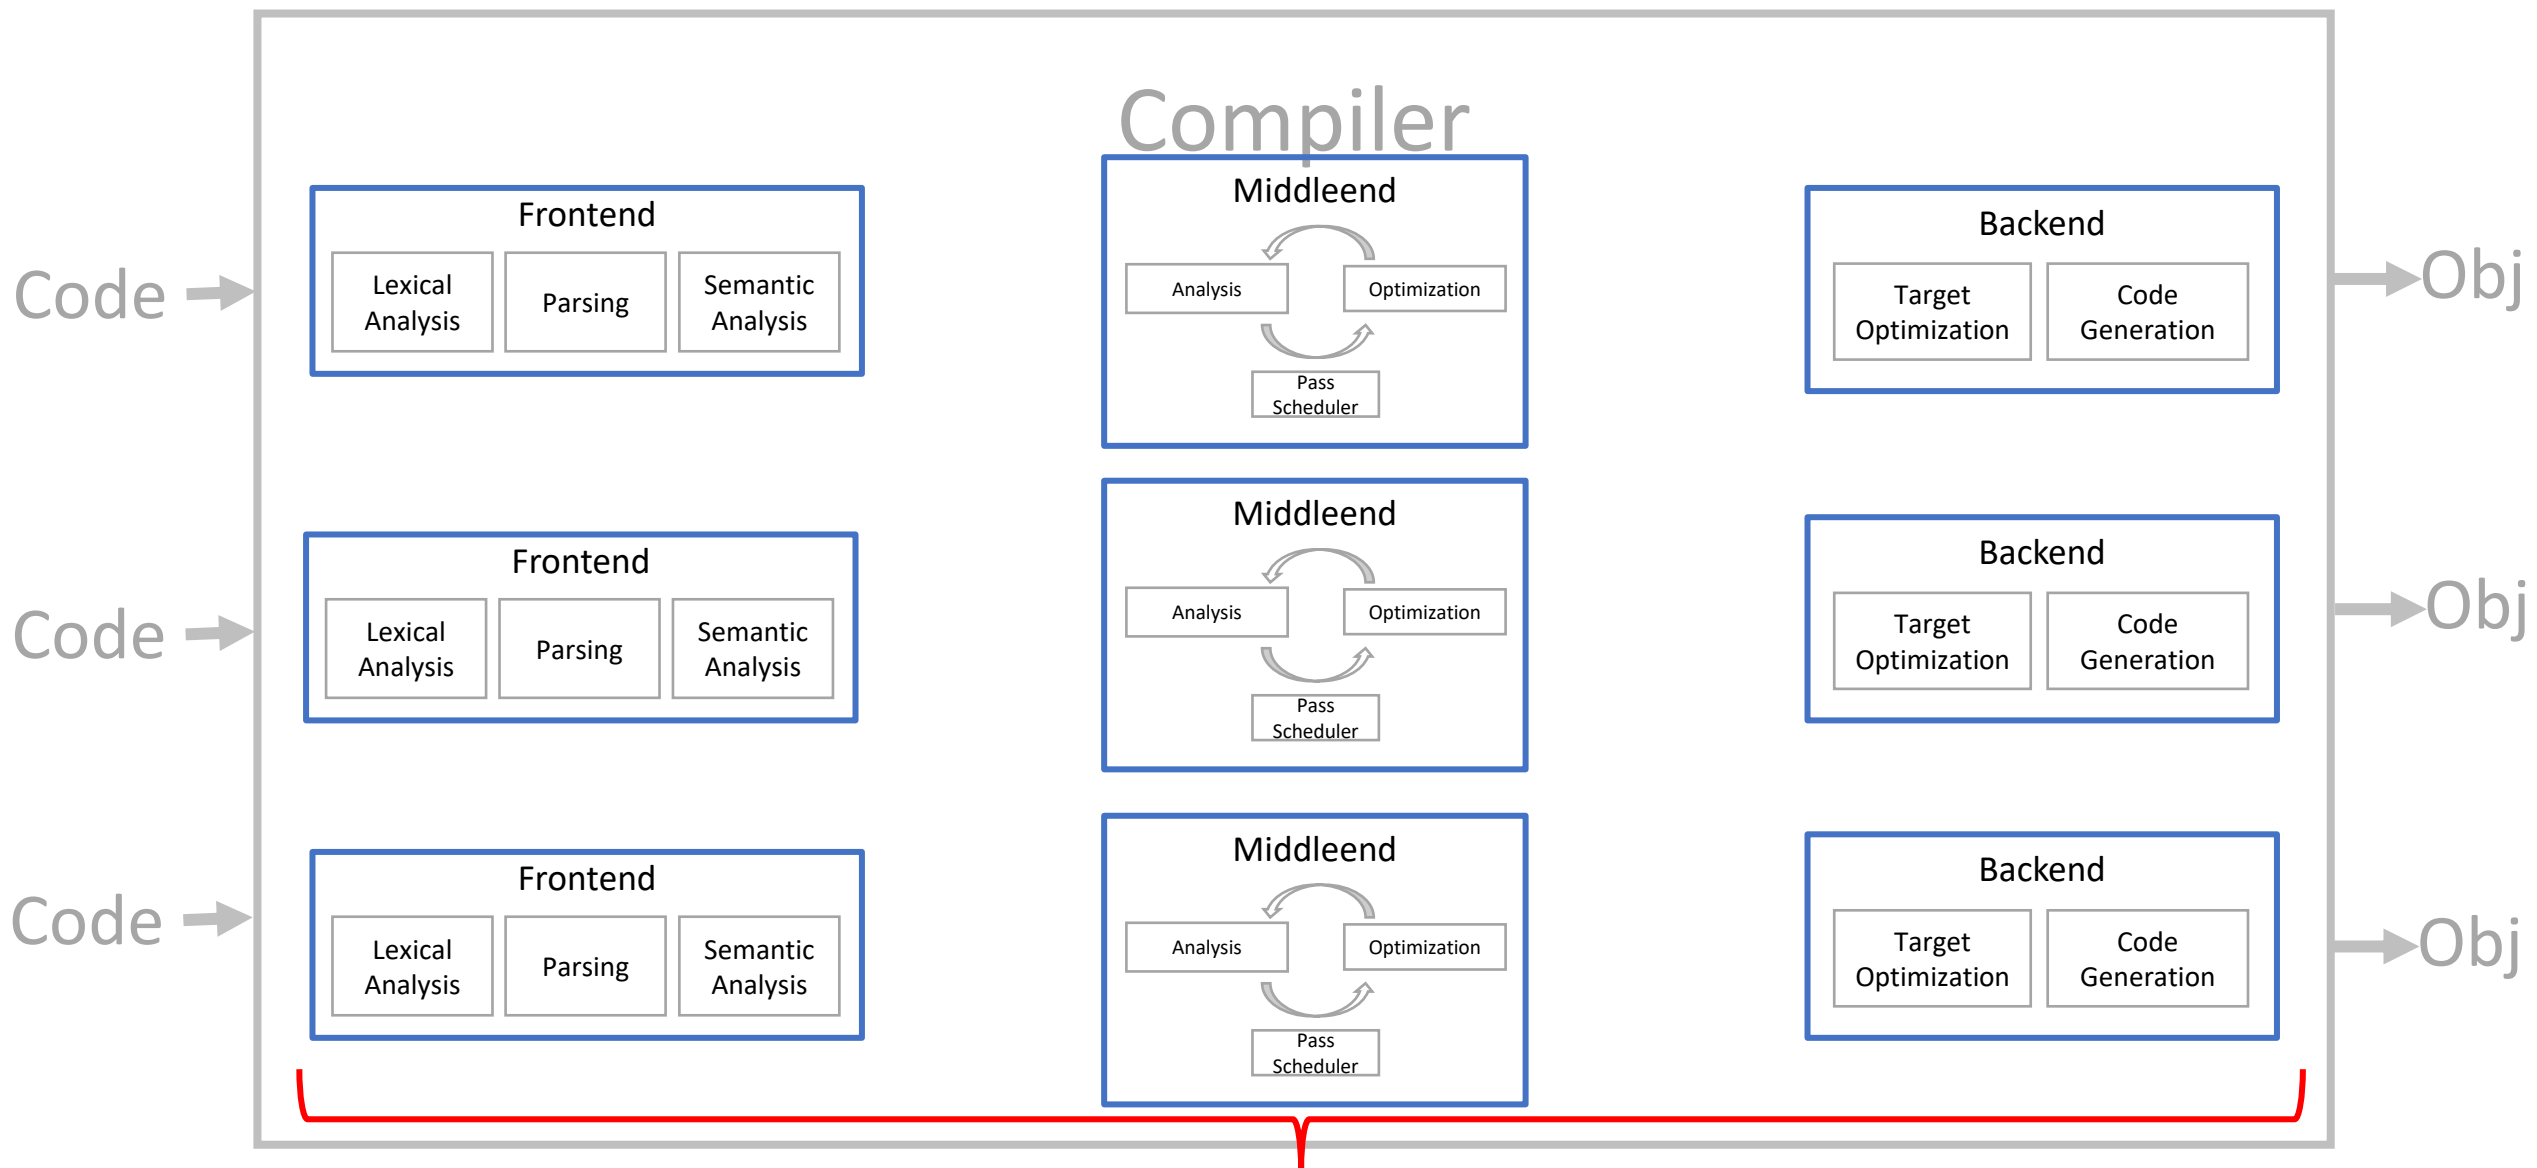 Compiler
Code
Frontend
Lexical
Analysis
Parsing
Semantic
Analysis
Middleend
Analysis
Optimization
Pass
Scheduler
Backend
Target
Optimization
Code
Generation
Obj
Code
Frontend
Lexical
Analysis
Parsing
Semantic
Analysis
Middleend
Analysis
Optimization
Pass
Scheduler
Backend
Target
Optimization
Code
Generation
Obj
Code
Frontend
Lexical
Analysis
Parsing
Semantic
Analysis
Middleend
Analysis
Optimization
Pass
Scheduler
Backend
Target
Optimization
Code
Generation
Obj